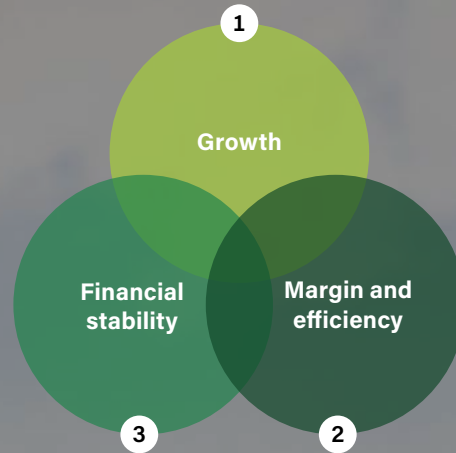 1
Growth
Financial
stability
Margin and
efficiency
3
2